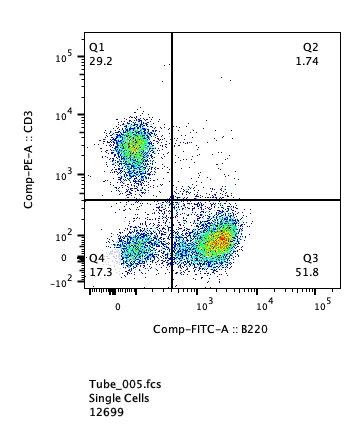 Q1
29.2
Q2
1.74
10^5
10^4
10^3
10^2
0
-10^2
Comp-PE-A :: CD3
Q4
17.3
Q3
51.8
0
10^3
10^4
10^5
Comp-FITC-A :: B220
Tube_005.fcs
Single Cells
12699